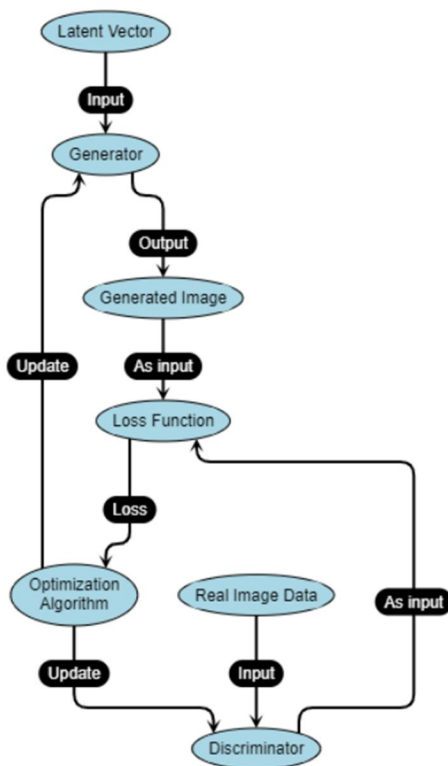 Latent Vector
Input
Generator
Output
Generated Image
Update
As input
Loss Function
Loss
Optimization
Algorithm
Real Image Data
As input
Update
Input
Discriminator